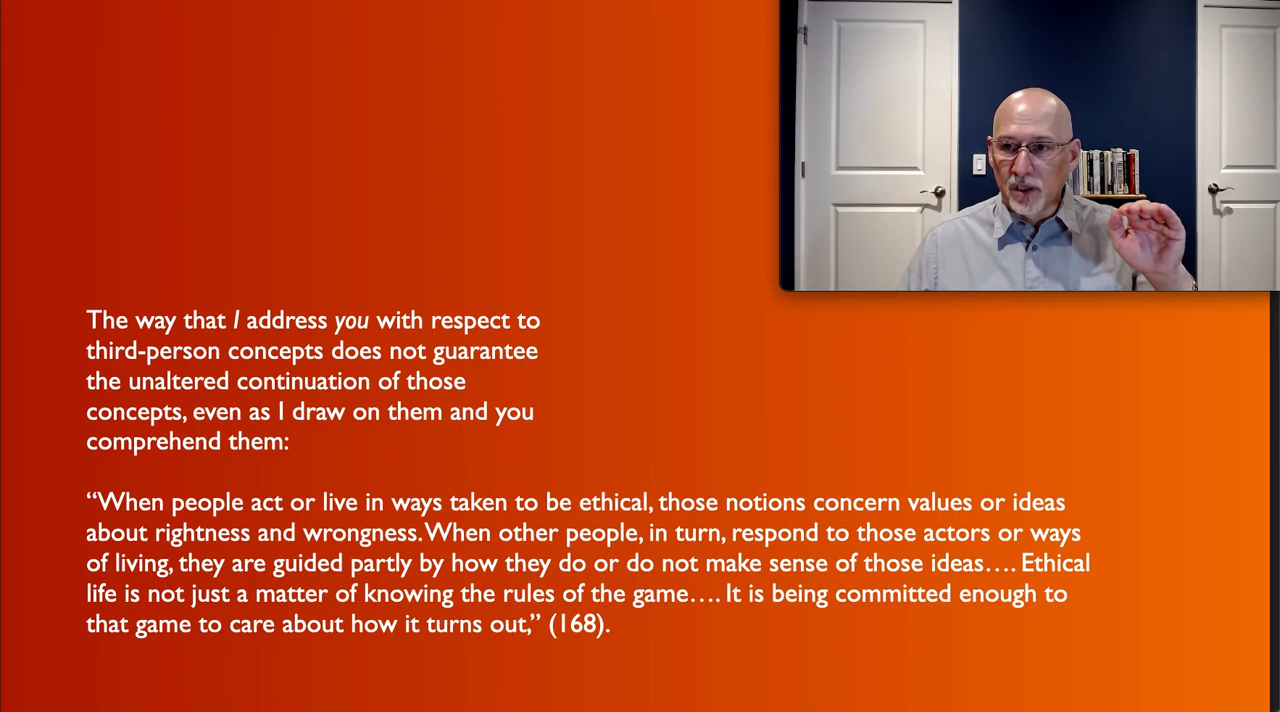 The way that I address you with respect to
third-person concepts does not guarantee
the unaltered continuation of those
concepts, even as I draw on them and you
comprehend them:
“When people act or live in ways taken to be ethical, those notions concern values or ideas
about rightness and wrongness. When other people, in turn, respond to those actors or ways
of living, they are guided partly by how they do or do not make sense of those ideas…. Ethical
life is not just a matter of knowing the rules of the game…. It is being committed enough to
that game to care about how it turns out,” (168).